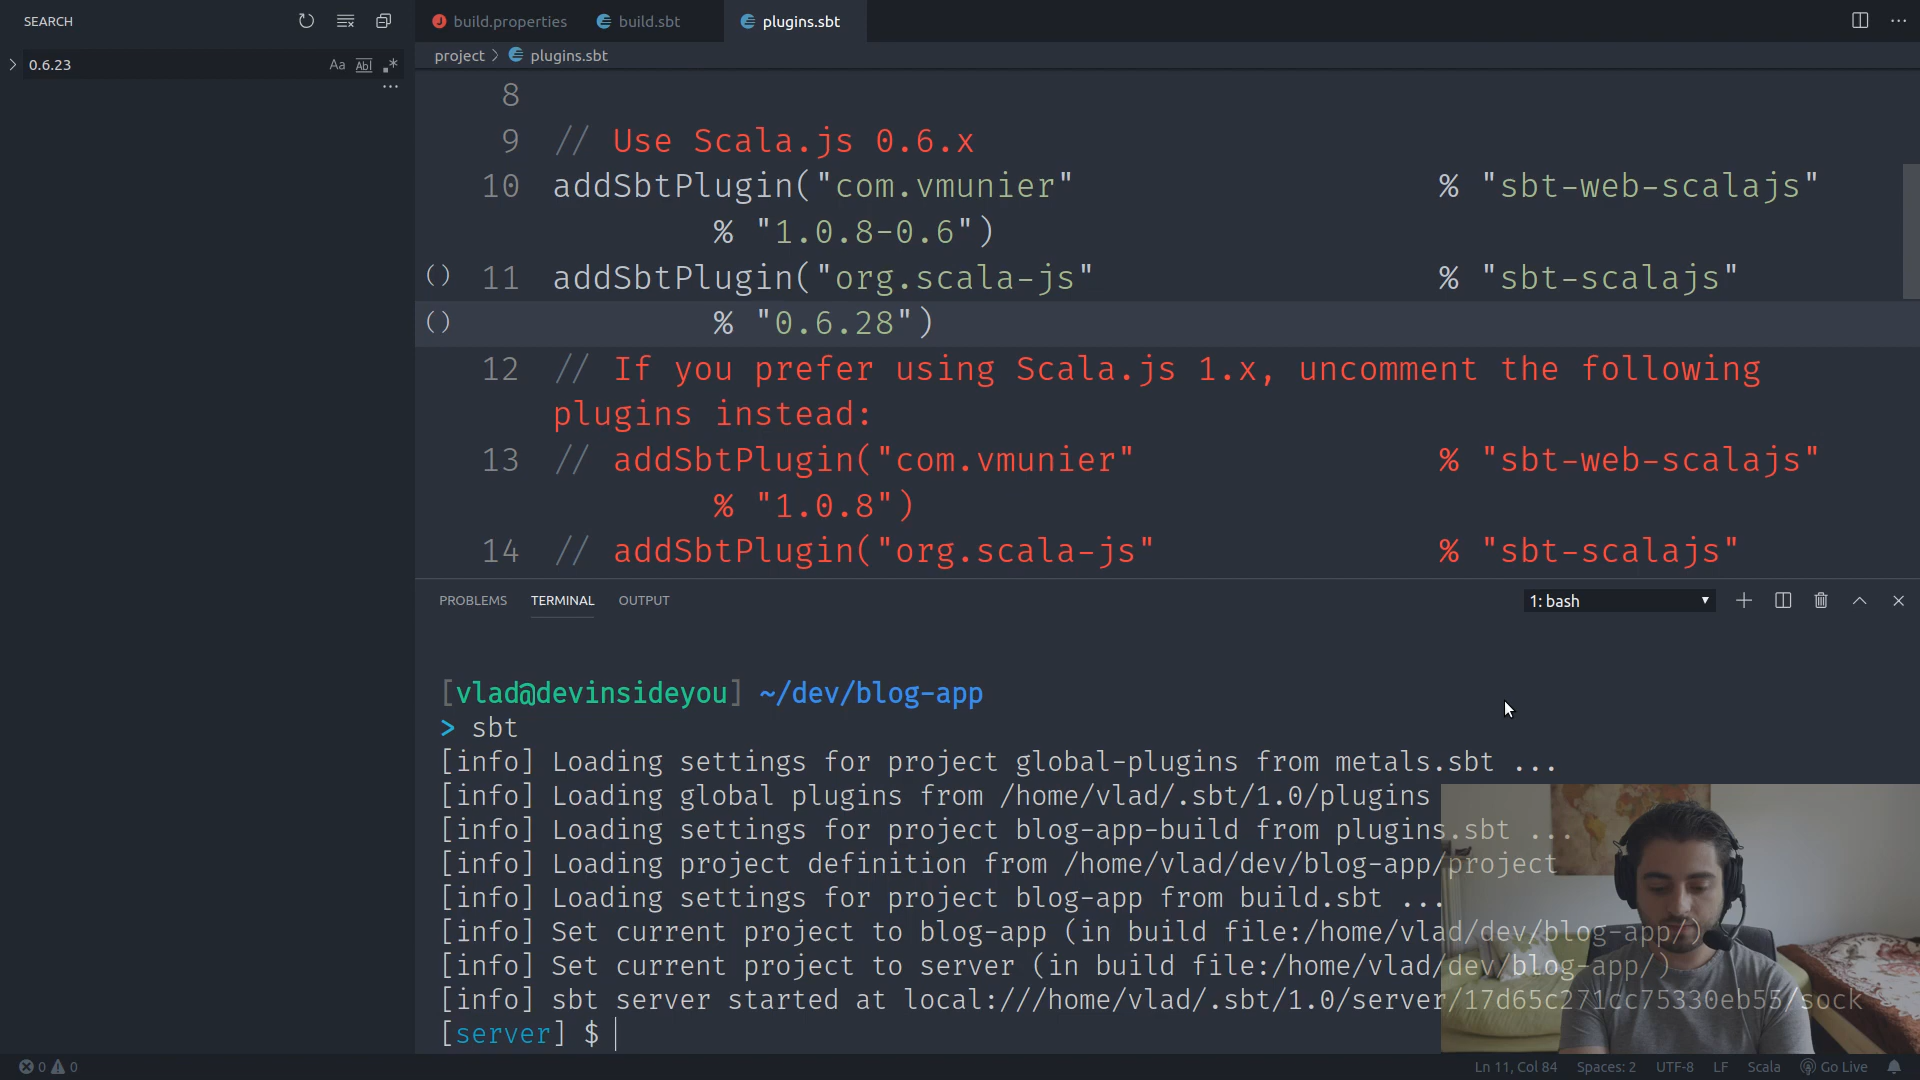 SEARCH
0.6.23
Aa Abl .*
...
build.properties build.sbt plugins.sbt
project > plugins.sbt
8
9 // Use Scala.js 0.6.x
10 addSbtPlugin("com.vmunier" % "sbt-web-scalajs"
% "1.0.8-0.6")
() 11 addSbtPlugin("org.scala-js" % "sbt-scalajs"
() % "0.6.28")
12 // If you prefer using Scala.js 1.x, uncomment the following
plugins instead:
13 // addSbtPlugin("com.vmunier" % "sbt-web-scalajs"
% "1.0.8")
14 // addSbtPlugin("org.scala-js" % "sbt-scalajs"
PROBLEMS TERMINAL OUTPUT 1: bash
[vlad@devinsideyou] ~/dev/blog-app
> sbt
[info] Loading settings for project global-plugins from metals.sbt ...
[info] Loading global plugins from /home/vlad/.sbt/1.0/plugins
[info] Loading settings for project blog-app-build from plugins.sbt ...
[info] Loading project definition from /home/vlad/dev/blog-app/project
[info] Loading settings for project blog-app from build.sbt ...
[info] Set current project to blog-app (in build file:/home/vlad/dev/blog-app/)
[info] Set current project to server (in build file:/home/vlad/dev/blog-app/)
[info] sbt server started at local:///home/vlad/.sbt/1.0/server/17d65c271cc75330eb55/sock
[server] $
0 0 Ln 11, Col 84 Spaces: 2 UTF-8 LF Scala Go Live